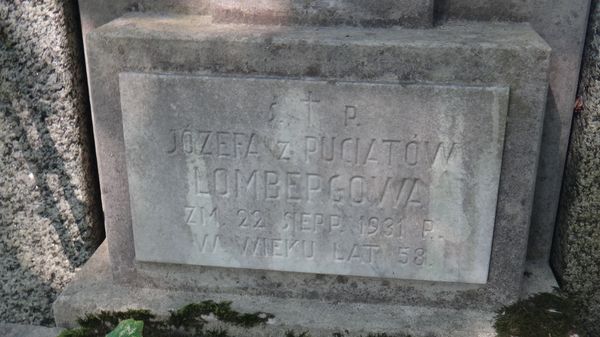 Ś. † P.
JÓZEFA Z PUCIATÓW
LOMBERGOWA
ZM. 22 SIERP. 1931 R.
W WIEKU LAT 58.